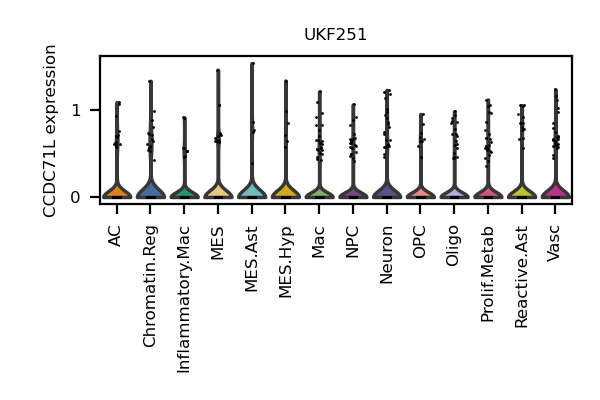 UKF251
CCDC71L expression
1
0
AC
Chromatin.Reg
Inflammatory.Mac
MES
MES.Ast
MES.Hyp
Mac
NPC
Neuron
OPC
Oligo
Prolif.Metab
Reactive.Ast
Vasc